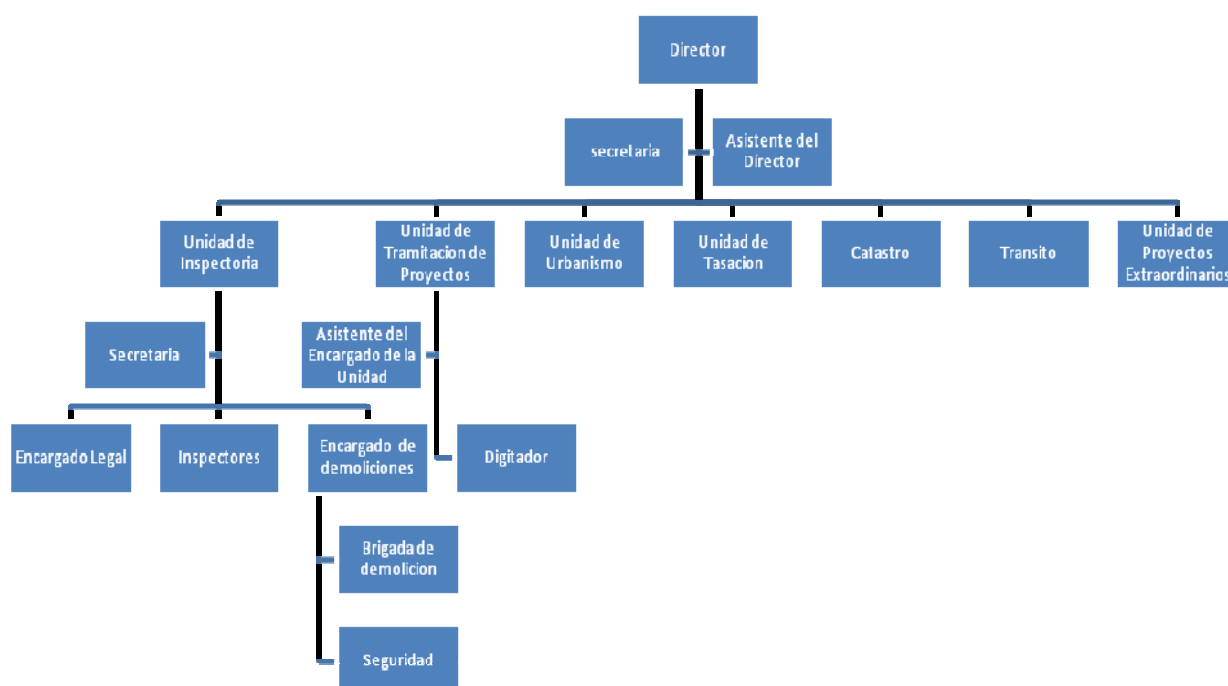 Director
secretaria
Asistente del
Director
Unidad de
Inspectoria
Unidad de
Tramitacion de
Proyectos
Unidad de
Urbanismo
Unidad de
Tasacion
Catastro
Transito
Unidad de
Proyectos
Extraordinarios
Secretaria
Asistente del
Encargado de la
Unidad
Encargado Legal
Inspectores
Encargado de
demoliciones
Digitador
Brigada de
demolicion
Seguridad